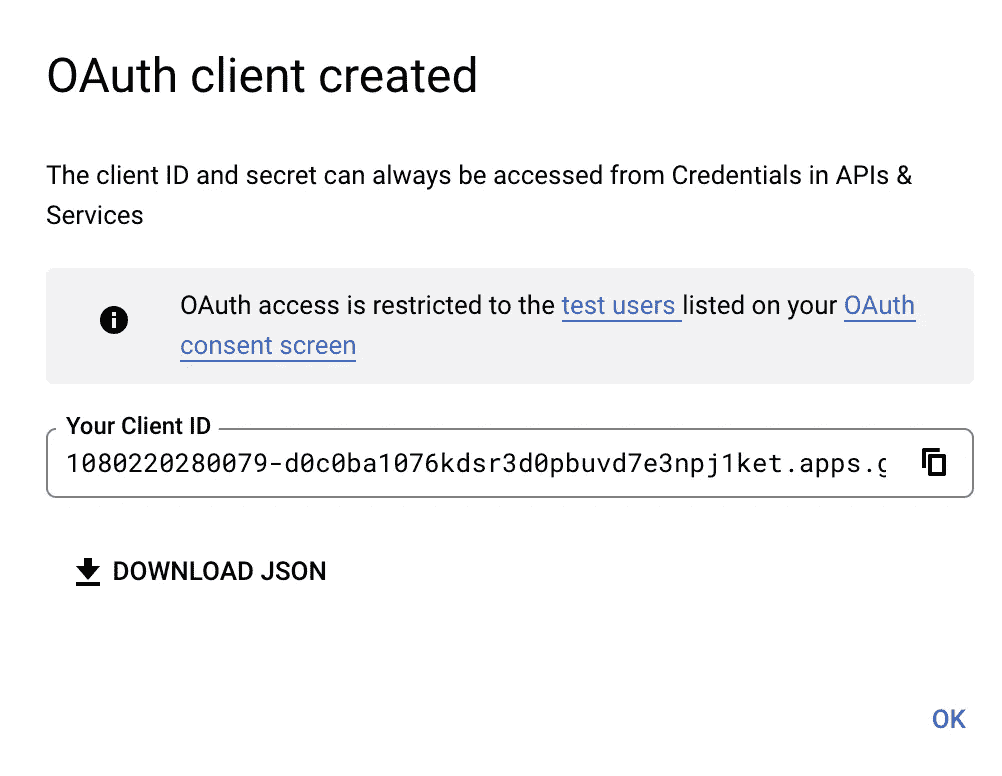 OAuth client created
The client ID and secret can always be accessed from Credentials in APIs &
Services
OAuth access is restricted to the test users listed on your OAuth
consent screen
Your Client ID
1080220280079-d0c0ba1076kdsr3d0pbuvd7e3npj1ket.apps.g
DOWNLOAD JSON
OK